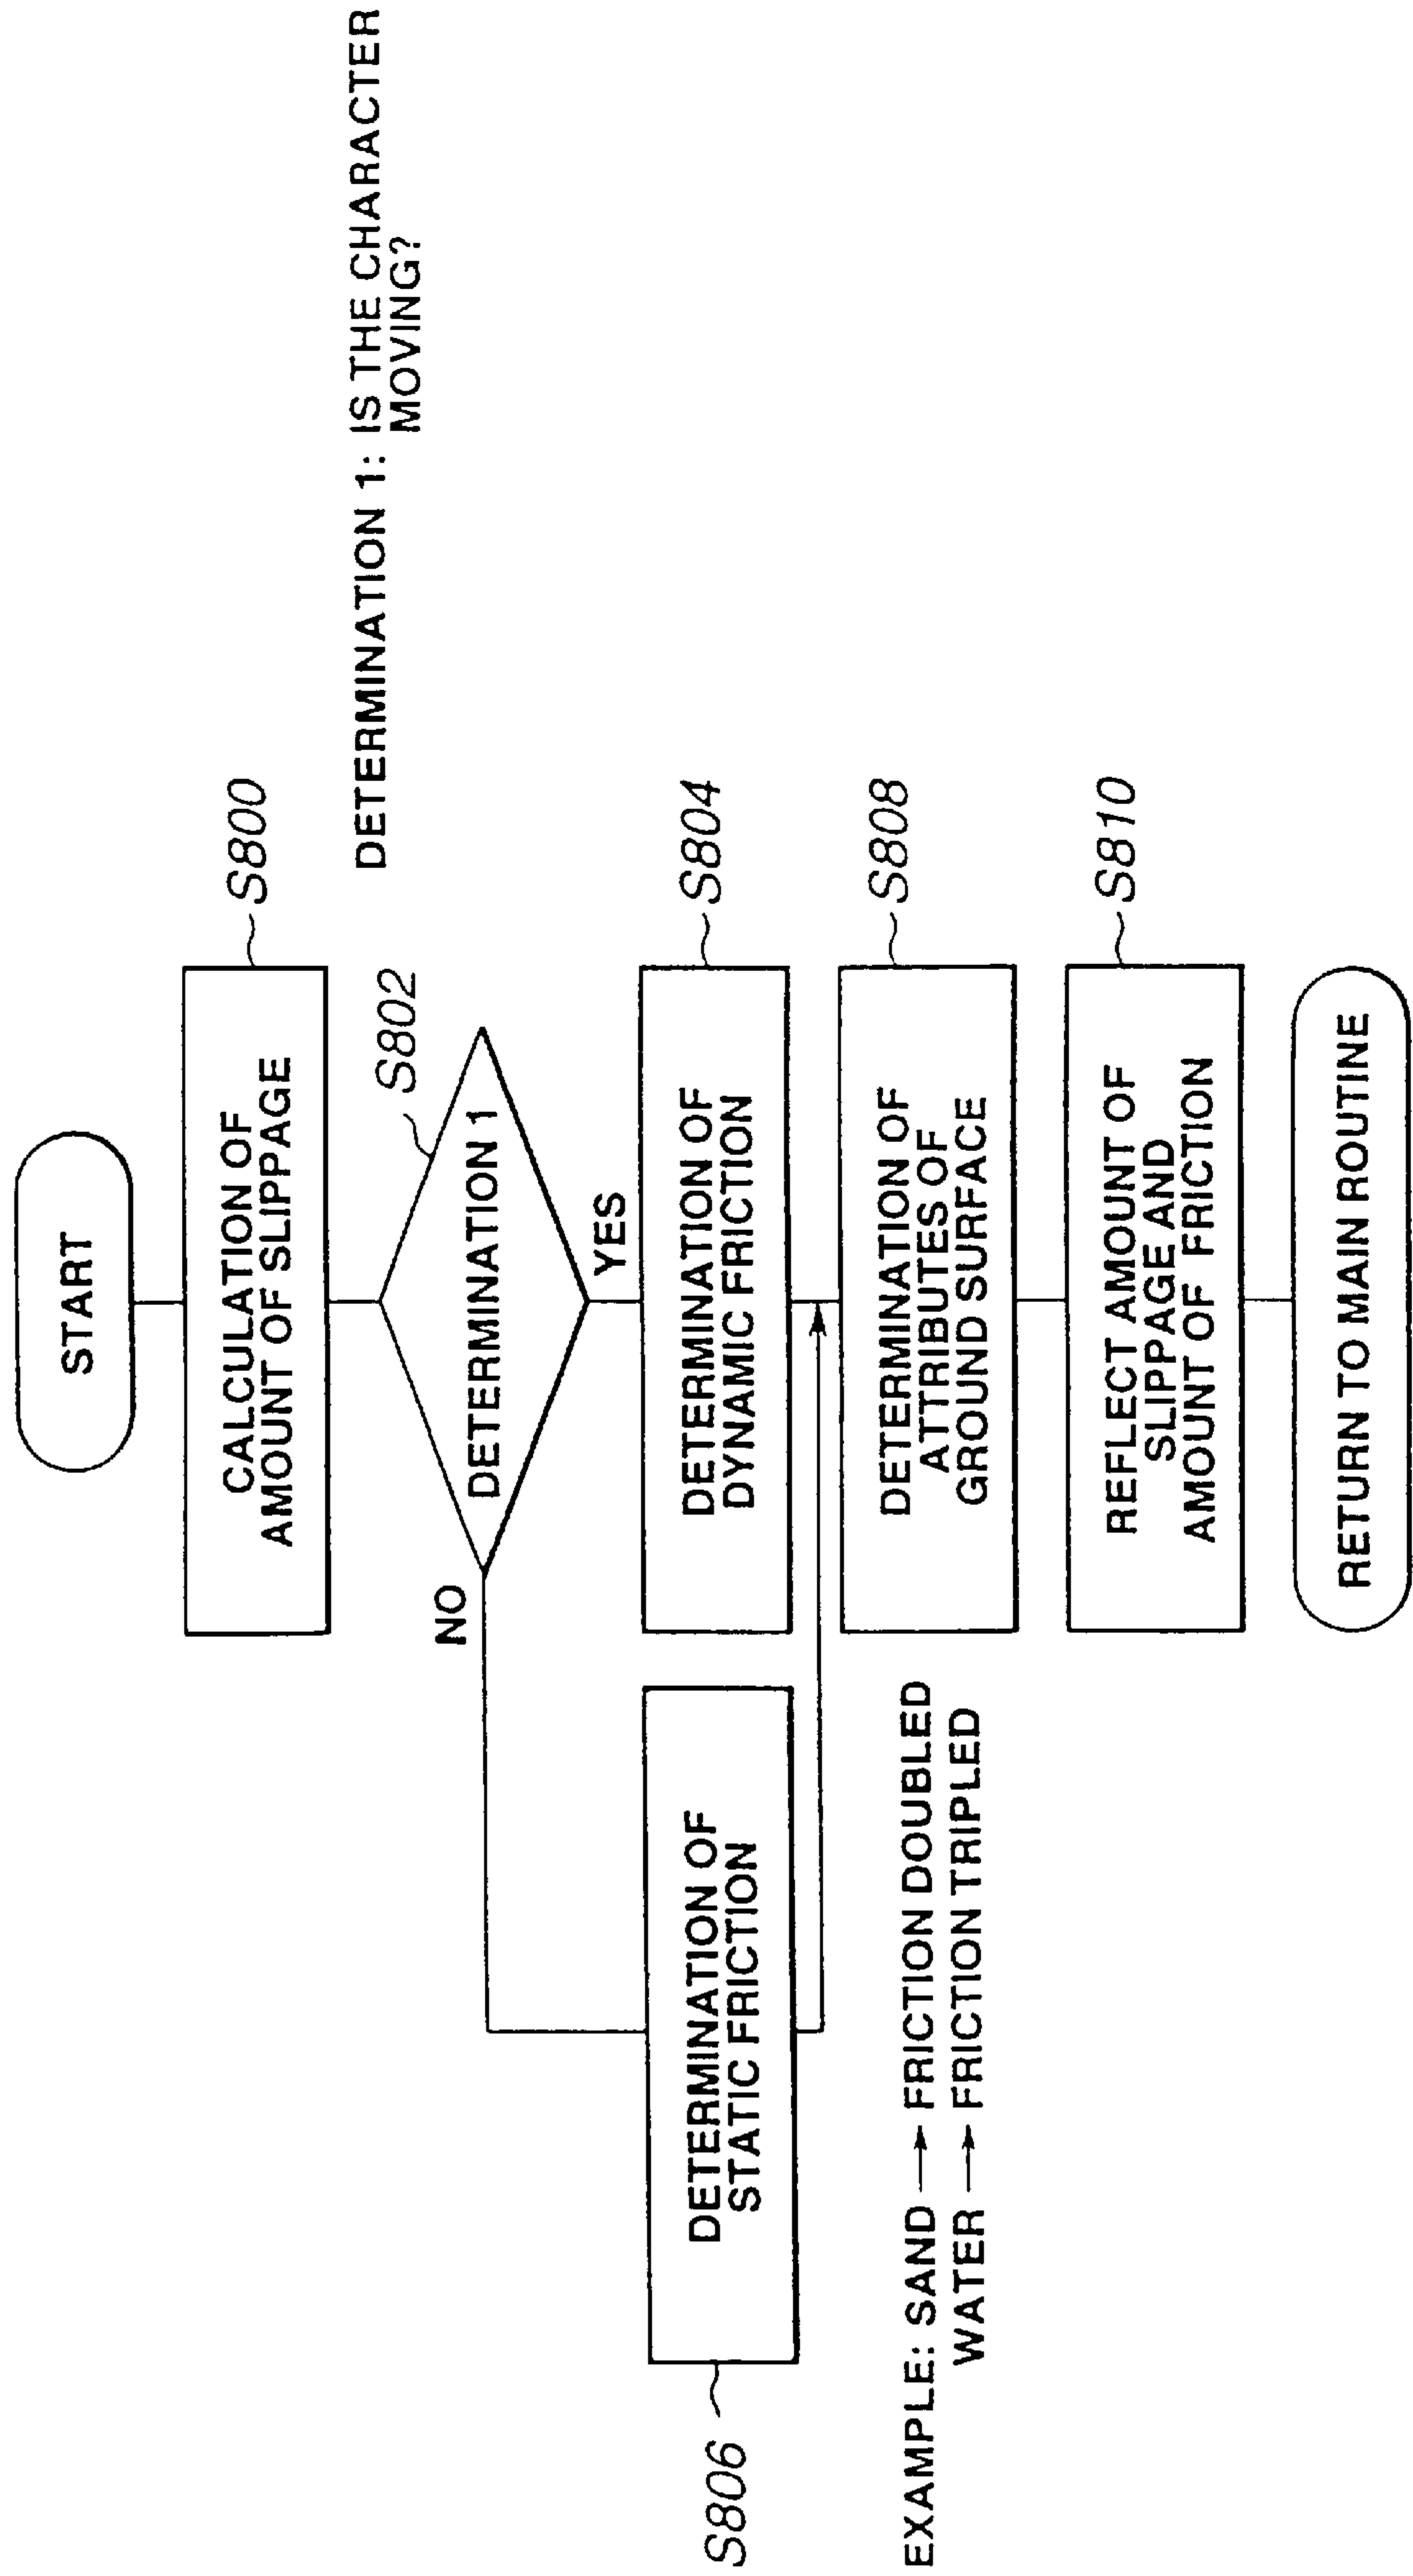 START
CALCULATION OF
AMOUNT OF SLIPPAGE
S800
DETERMINATION 1
S802
DETERMINATION 1: IS THE CHARACTER
MOVING?
NO
YES
DETERMINATION OF
DYNAMIC FRICTION
S804
DETERMINATION OF
STATIC FRICTION
S806
DETERMINATION OF
ATTRIBUTES OF
GROUND SURFACE
S808
EXAMPLE: SAND → FRICTION DOUBLED
WATER → FRICTION TRIPLED
REFLECT AMOUNT OF
SLIPPAGE AND
AMOUNT OF FRICTION
S810
RETURN TO MAIN ROUTINE